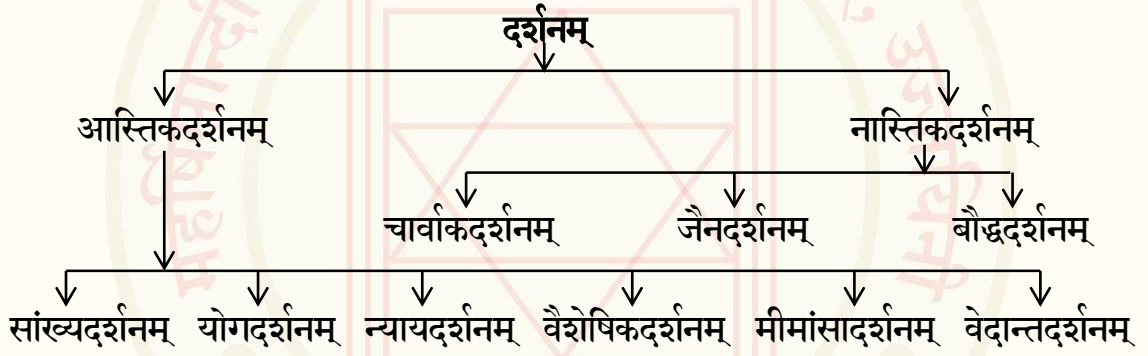 दर्शनम्
आस्तिकदर्शनम् नास्तिकदर्शनम्
चार्वाकदर्शनम् जैनदर्शनम् बौद्धदर्शनम्
सांख्यदर्शनम् योगदर्शनम् न्यायदर्शनम् वैशेषिकदर्शनम् मीमांसादर्शनम् वेदान्तदर्शनम्